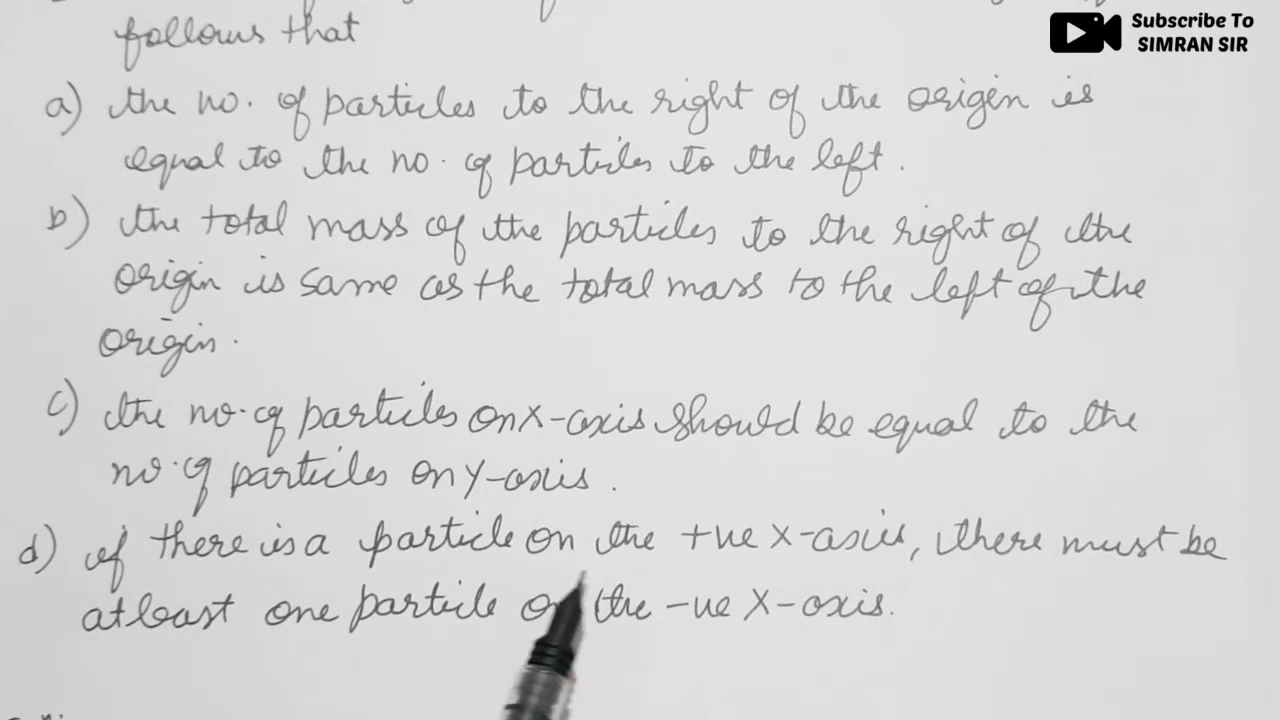 Subscribe To
SIMRAN SIR
follows that
a) the no. of particles to the right of the origin is
equal to the no. of particles to the left.
b) the total mass of the particles to the right of the
origin is same as the total mass to the left of the
origin.
c) the no. of particles on X-axis should be equal to the
no. of particles on Y-axis.
d) if there is a particle on the +ve X-axis, there must be
atleast one particle on the -ve X-axis.